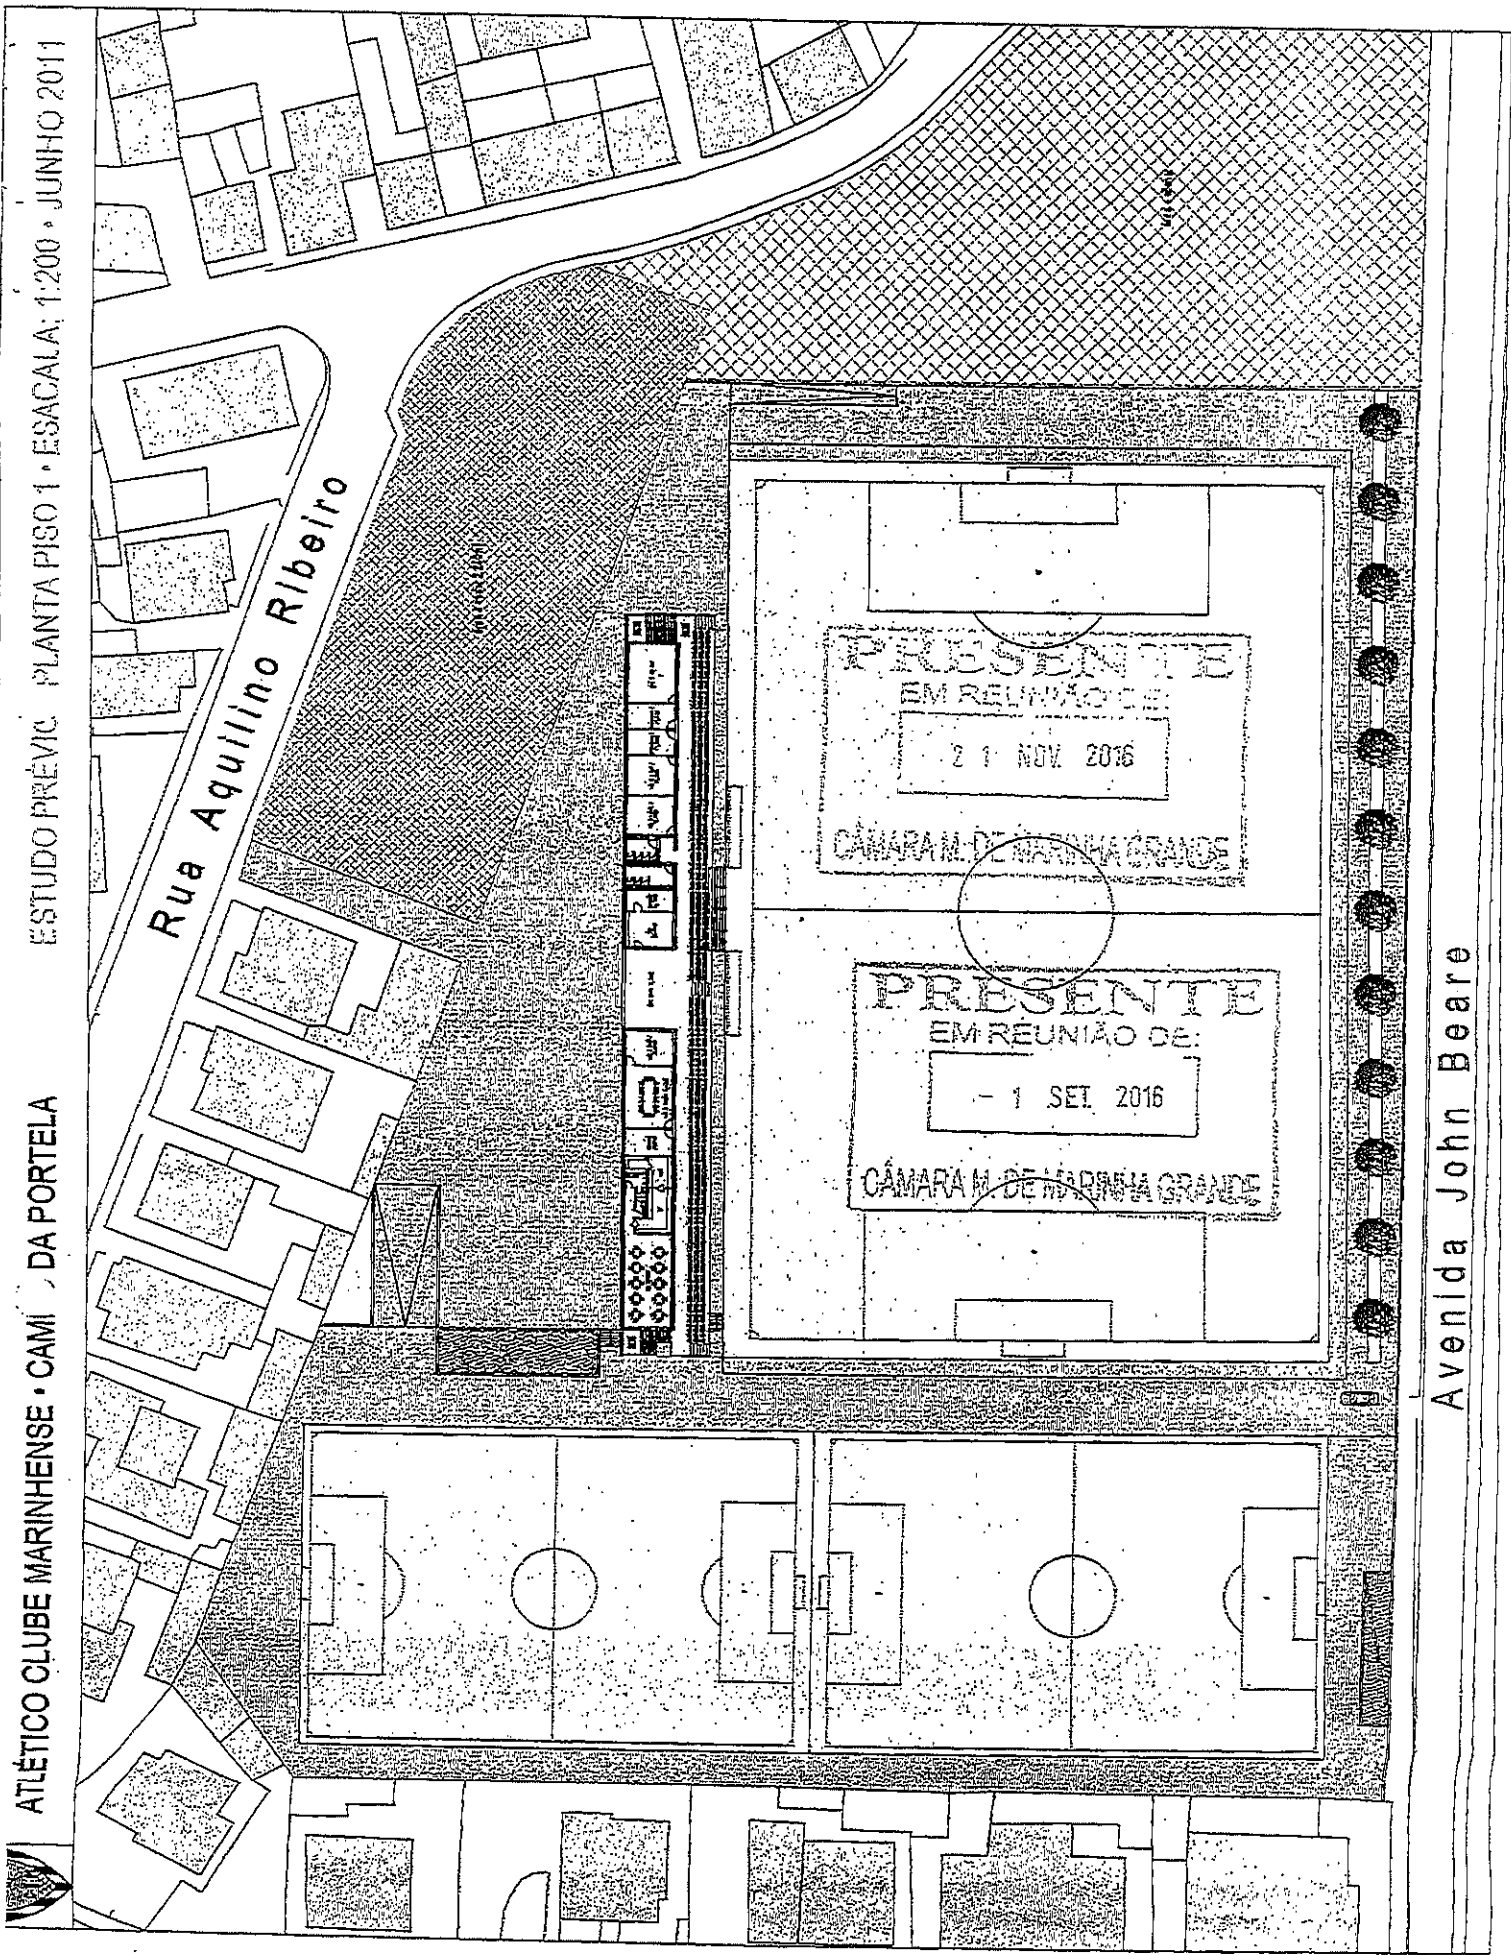 ATLÉTICO CLUBE MARINHENSE • CAMÍ , DA PORTELA
ESTUDO PRÉVIC PLANTA PISO 1 • ESACALA; 1:200 • JUNHO 2011
Rua Aquilino Ribeiro
PRESENTE
EM REUNIÃO DE:
2 1 NOV. 2016
CÂMARA M. DE MARINHA GRANDE
PRESENTE
EM REUNIÃO DE:
- 1 SET. 2016
CÂMARA M. DE MARINHA GRANDE
Avenida John Beare